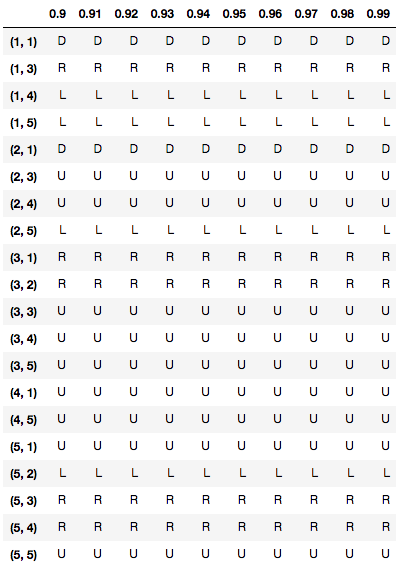 0.9 0.91 0.92 0.93 0.94 0.95 0.96 0.97 0.98 0.99
(1, 1) D D D D D D D D D D
(1, 3) R R R R R R R R R R
(1, 4) L L L L L L L L L L
(1, 5) L L L L L L L L L L
(2, 1) D D D D D D D D D D
(2, 3) U U U U U U U U U U
(2, 4) U U U U U U U U U U
(2, 5) L L L L L L L L L L
(3, 1) R R R R R R R R R R
(3, 2) R R R R R R R R R R
(3, 3) U U U U U U U U U U
(3, 4) U U U U U U U U U U
(3, 5) U U U U U U U U U U
(4, 1) U U U U U U U U U U
(4, 5) U U U U U U U U U U
(5, 1) U U U U U U U U U U
(5, 2) L L L L L L L L L L
(5, 3) R R R R R R R R R R
(5, 4) R R R R R R R R R R
(5, 5) U U U U U U U U U U